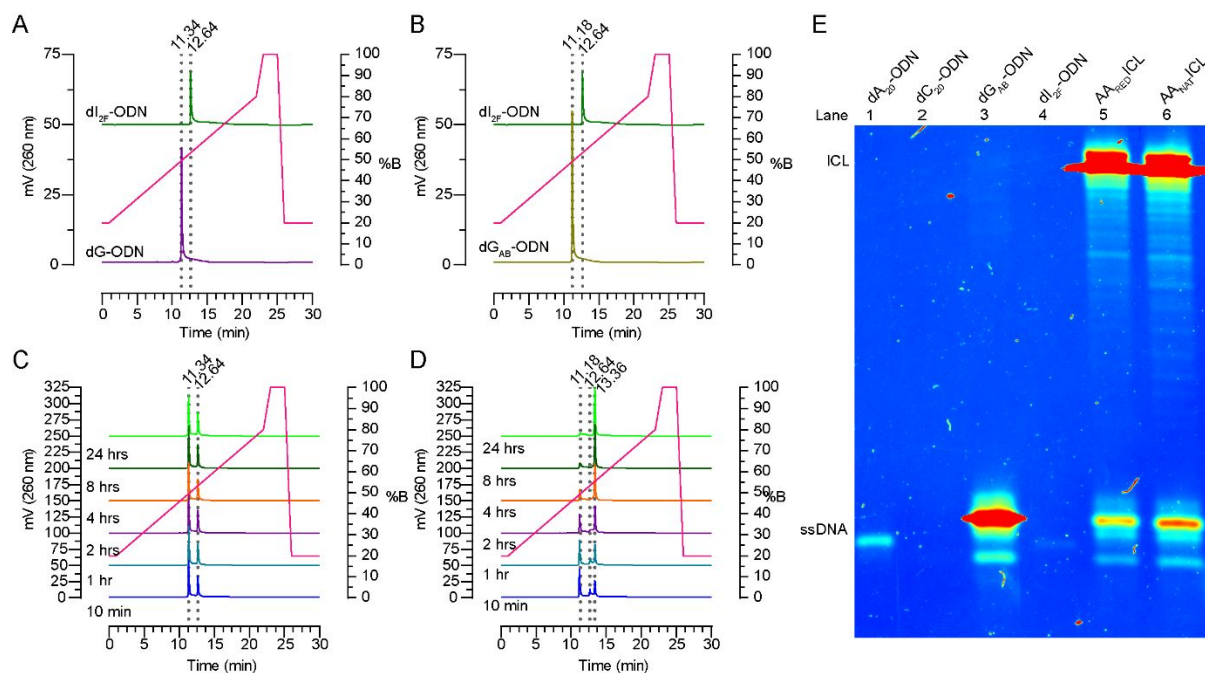 A
11.34
12.64
75
50
25
0
mV (260 nm)
dI2F-ODN
dG-ODN
100
90
80
70
60
50
40
30
20
10
0
%B
0 5 10 15 20 25 30
Time (min)
B
11.18
12.64
75
50
25
0
mV (260 nm)
dI2F-ODN
dGAB-ODN
100
90
80
70
60
50
40
30
20
10
0
%B
0 5 10 15 20 25 30
Time (min)
C
11.34
12.64
325
300
275
250
225
200
175
150
125
100
75
50
25
0
mV (260 nm)
24 hrs
8 hrs
4 hrs
2 hrs
1 hr
10 min
100
90
80
70
60
50
40
30
20
10
0
%B
0 5 10 15 20 25 30
Time (min)
D
11.18
12.64
13.36
325
300
275
250
225
200
175
150
125
100
75
50
25
0
mV (260 nm)
24 hrs
8 hrs
4 hrs
2 hrs
1 hr
10 min
100
90
80
70
60
50
40
30
20
10
0
%B
0 5 10 15 20 25 30
Time (min)
E
dA20-ODN
dC20-ODN
dGAB-ODN
dI2F-ODN
AAREDICL
AANATICL
Lane 1 2 3 4 5 6
ICL
ssDNA